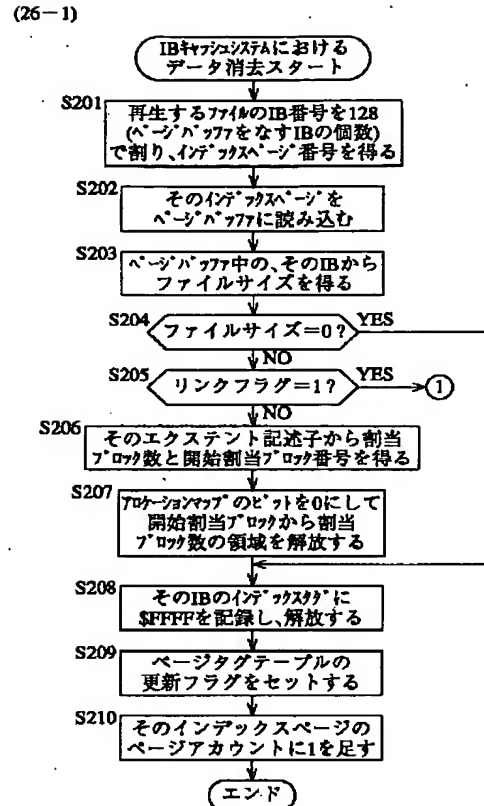 (26-1)
IBキャッシュシステムにおける
データ消去スタート
S201
再生するファイルのIB番号を128
(ページバッファをなすIBの個数)
で割り、インデックスページ番号を得る
S202
そのインデックスページを
ページバッファに読み込む
S203
ページバッファ中の、そのIBから
ファイルサイズを得る
S204
ファイルサイズ=0?
YES
NO
S205
リンクフラグ=1?
YES
1
NO
S206
そのエクステント記述子から割当
ブロック数と開始割当ブロック番号を得る
S207
アロケーションマップのビットを0にして
開始割当ブロックから割当
ブロック数の領域を解放する
S208
そのIBのインデックスタグに
$FFFFを記録し、解放する
S209
ページタグテーブルの
更新フラグをセットする
S210
そのインデックスページの
ページアカウントに1を足す
エンド